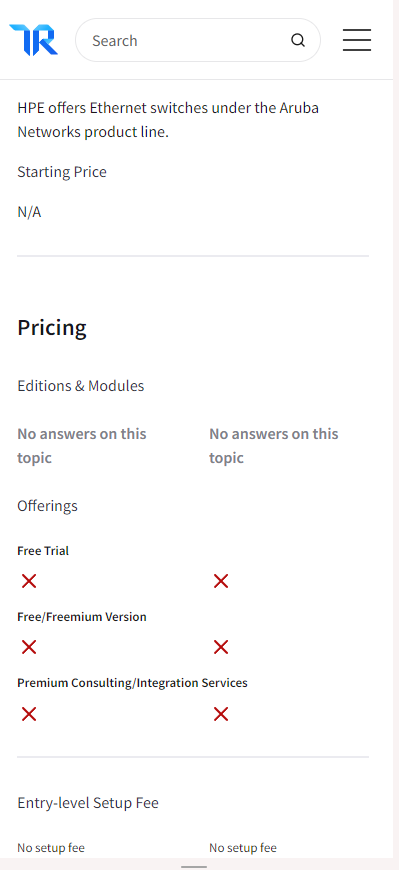 TR
Search
HPE offers Ethernet switches under the Aruba
Networks product line.
Starting Price
N/A
Pricing
Editions & Modules
No answers on this
topic
No answers on this
topic
Offerings
Free Trial
Free/Freemium Version
Premium Consulting/Integration Services
Entry-level Setup Fee
No setup fee
No setup fee